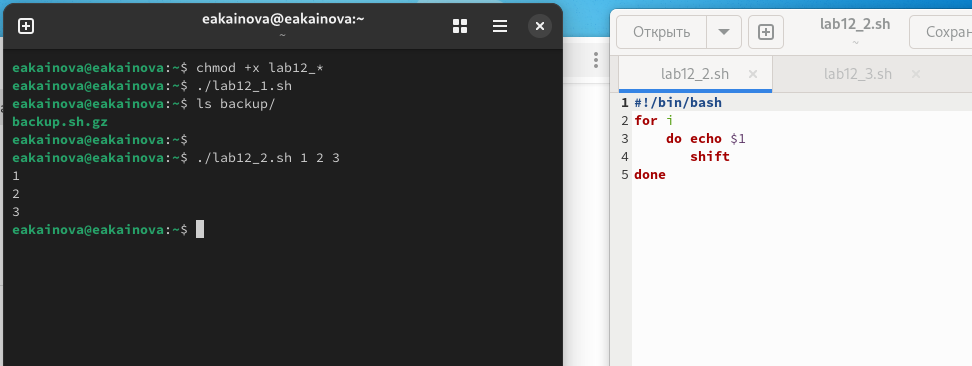 eakainova@eakainova:~
~
eakainova@eakainova:~$ chmod +x lab12_*
eakainova@eakainova:~$ ./lab12_1.sh
eakainova@eakainova:~$ ls backup/
backup.sh.gz
eakainova@eakainova:~$
eakainova@eakainova:~$ ./lab12_2.sh 1 2 3
1
2
3
eakainova@eakainova:~$
Открыть
lab12_2.sh
~
Сохран
lab12_2.sh
lab12_3.sh
1 #!/bin/bash
2 for i
3 do echo $1
4 shift
5 done